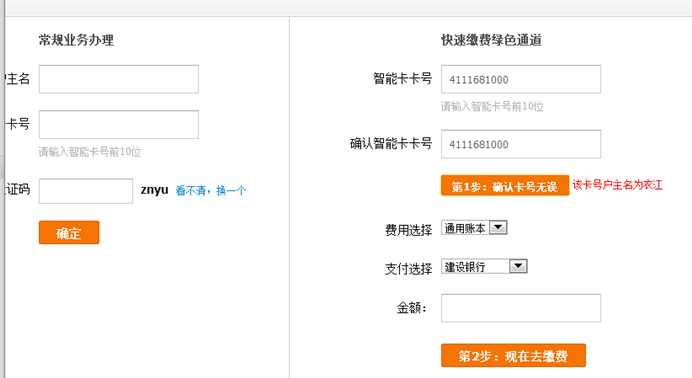 常规业务办理
户主名
卡号
请输入智能卡号前10位
证码
znyu 看不清，换一个
确定
快速缴费绿色通道
智能卡卡号 4111681000
请输入智能卡号前10位
确认智能卡卡号 4111681000
第1步：确认卡号无误 该卡号户主名为衣江
费用选择 通用账本
支付选择 建设银行
金额：
第2步：现在去缴费